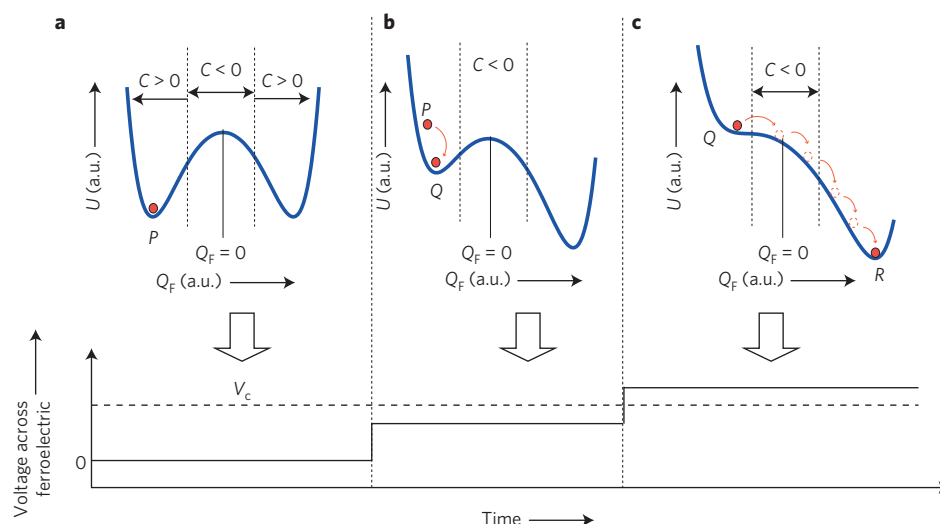 a
b
c
C > 0
C < 0
C > 0
U (a.u.)
P
Q_F = 0
Q_F (a.u.)
C < 0
U (a.u.)
P
Q
Q_F = 0
Q_F (a.u.)
C < 0
U (a.u.)
Q
Q_F = 0
Q_F (a.u.)
R
Voltage across
ferroelectric
V_c
0
Time